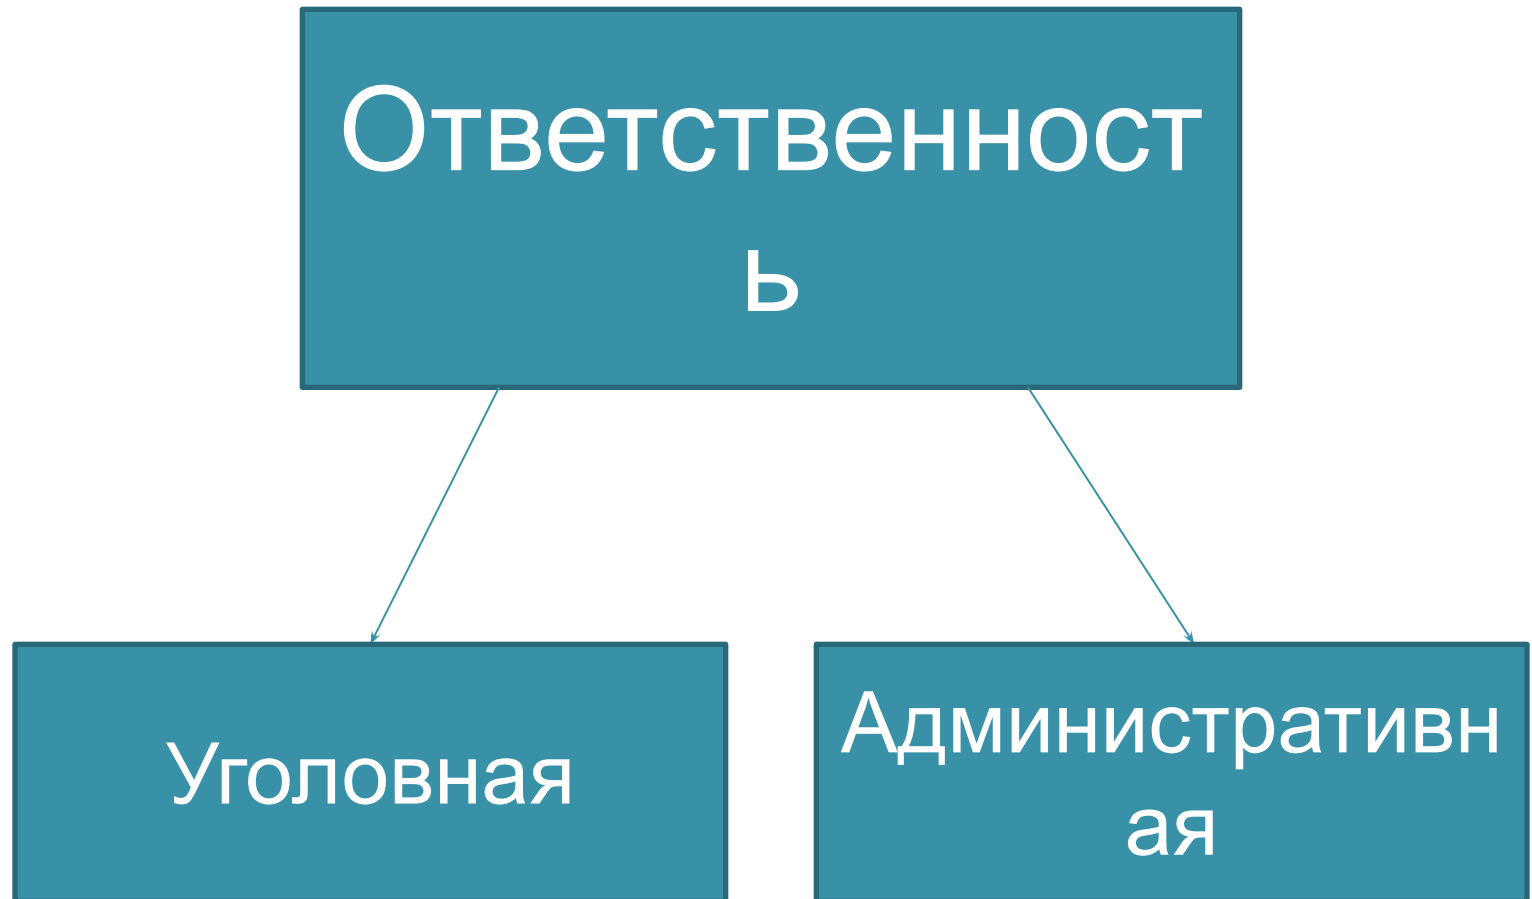 Ответственност
ь
Уголовная
Административн
ая